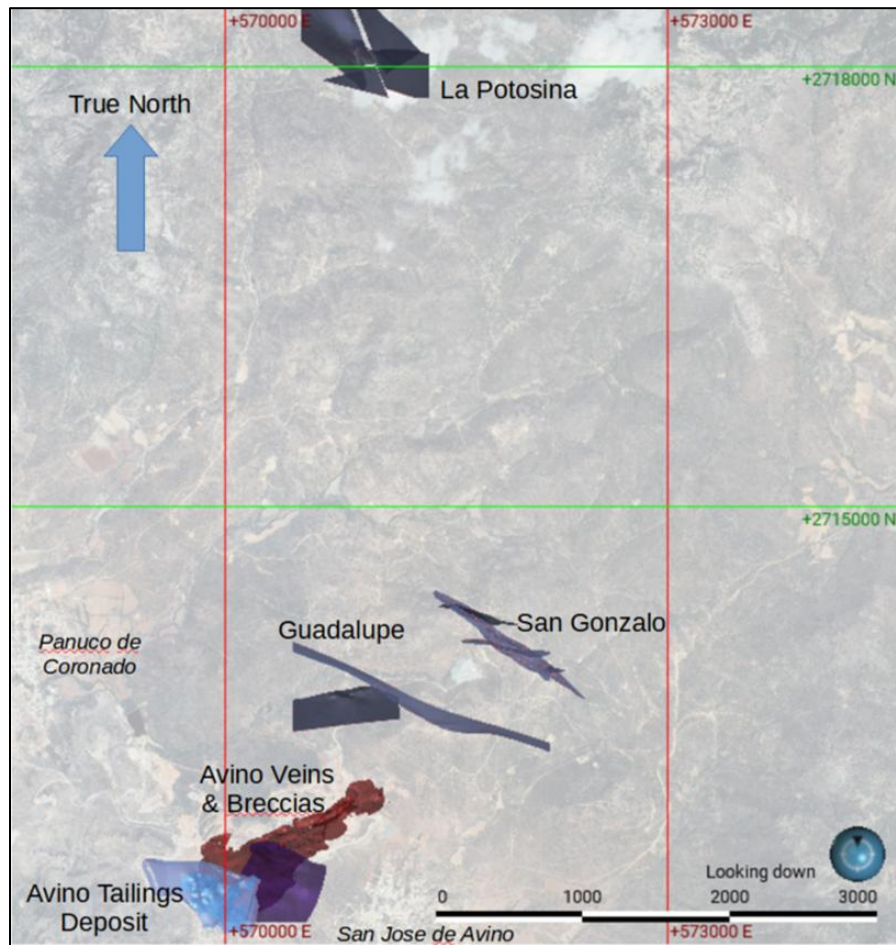 +570000 E
+573000 E
+2718000 N
La Potosina
True North
+2715000 N
San Gonzalo
Guadalupe
Panuco de
Coronado
Avino Veins
& Breccias
Looking down
Avino Tailings
Deposit
0 1000 2000 3000
+570000 E
+573000 E
San Jose de Avino